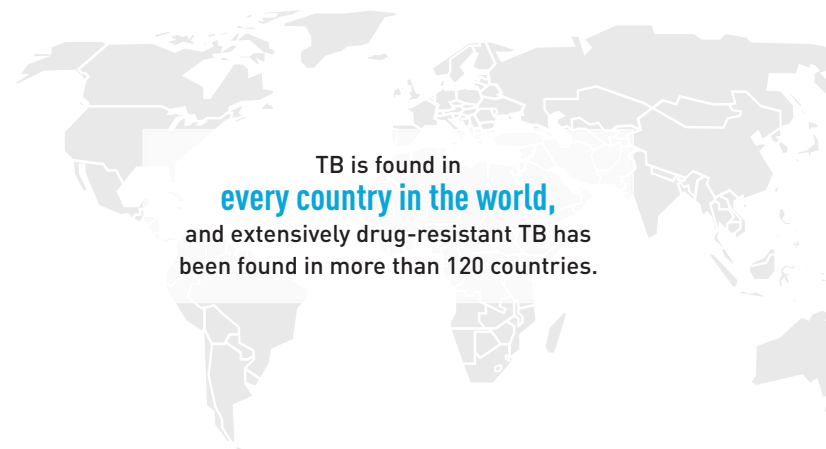 TB is found in
every country in the world,
and extensively drug-resistant TB has
been found in more than 120 countries.